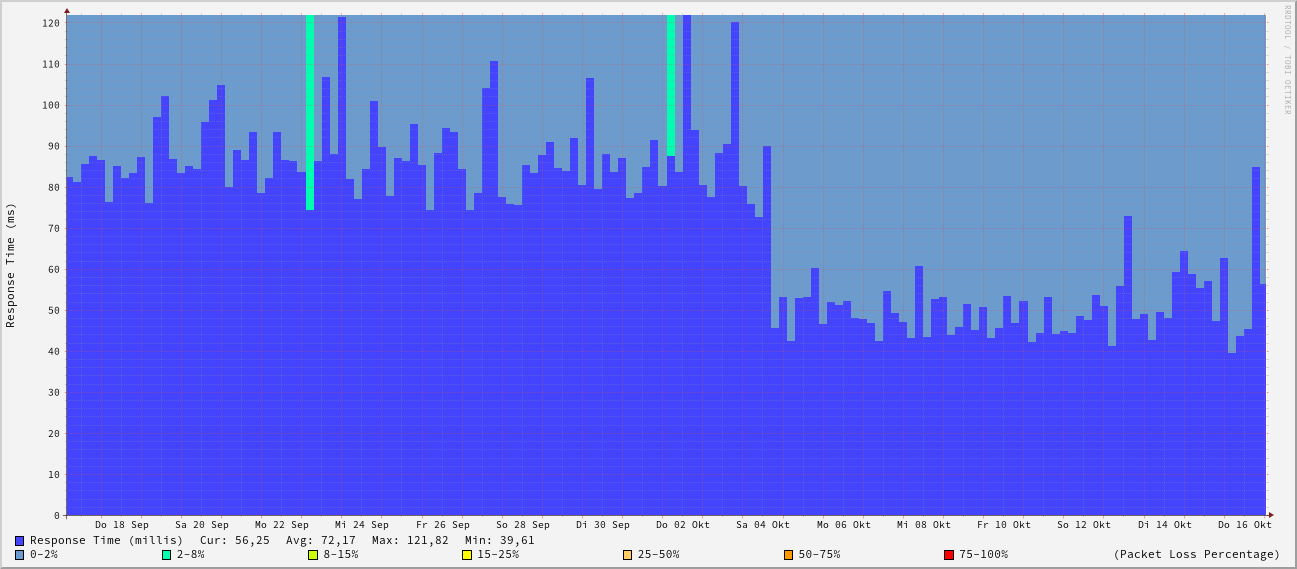 RRDTOOL / TOBI OETIKER
Response Time (ms)
120
110
100
90
80
70
60
50
40
30
20
10
0
Do 18 Sep Sa 20 Sep Mo 22 Sep Mi 24 Sep Fr 26 Sep So 28 Sep Di 30 Sep Do 02 Okt Sa 04 Okt Mo 06 Okt Mi 08 Okt Fr 10 Okt So 12 Okt Di 14 Okt Do 16 Okt
Response Time (millis) Cur: 56,25 Avg: 72,17 Max: 121,82 Min: 39,61
0-2% 2-8% 8-15% 15-25% 25-50% 50-75% 75-100% (Packet Loss Percentage)